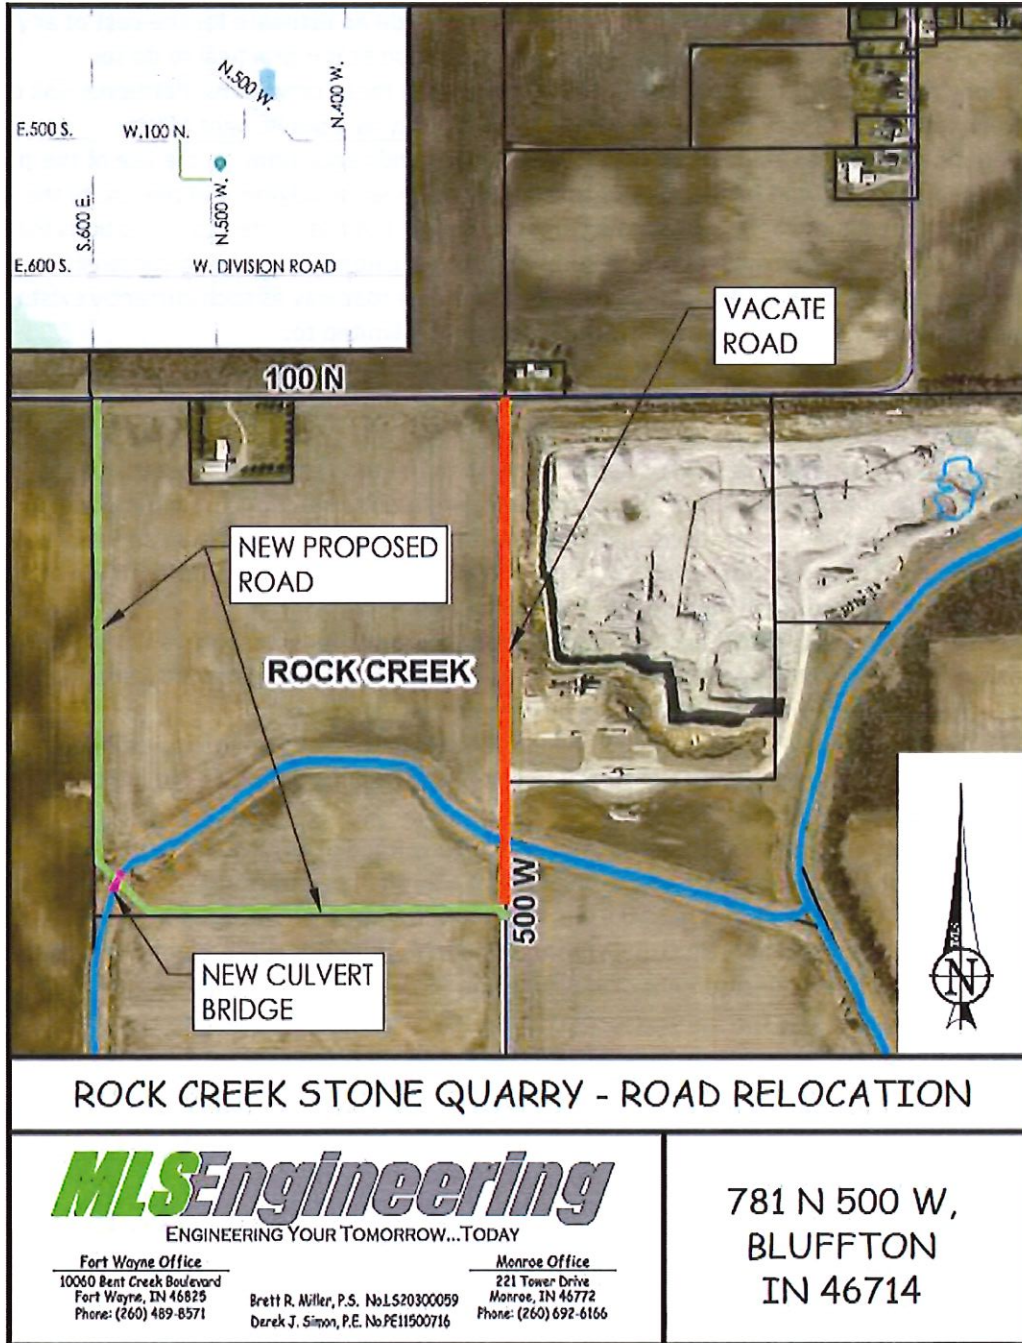 N.500 W.
N.400 W.
E.500 S.
W.100 N.
S.600 E.
N.500 W.
E.600 S.
W. DIVISION ROAD
VACATE
ROAD
100 N
NEW PROPOSED
ROAD
ROCK CREEK
500 W
NEW CULVERT
BRIDGE
N
ROCK CREEK STONE QUARRY - ROAD RELOCATION
MLSEngineering
ENGINEERING YOUR TOMORROW...TODAY
Fort Wayne Office
10060 Bent Creek Boulevard
Fort Wayne, IN 46825
Phone: (260) 489-8571
Brett R. Miller, P.S. No.LS20300059
Derek J. Simon, P.E. No.PE11500716
Monroe Office
221 Tower Drive
Monroe, IN 46772
Phone: (260) 692-6166
781 N 500 W,
BLUFFTON
IN 46714